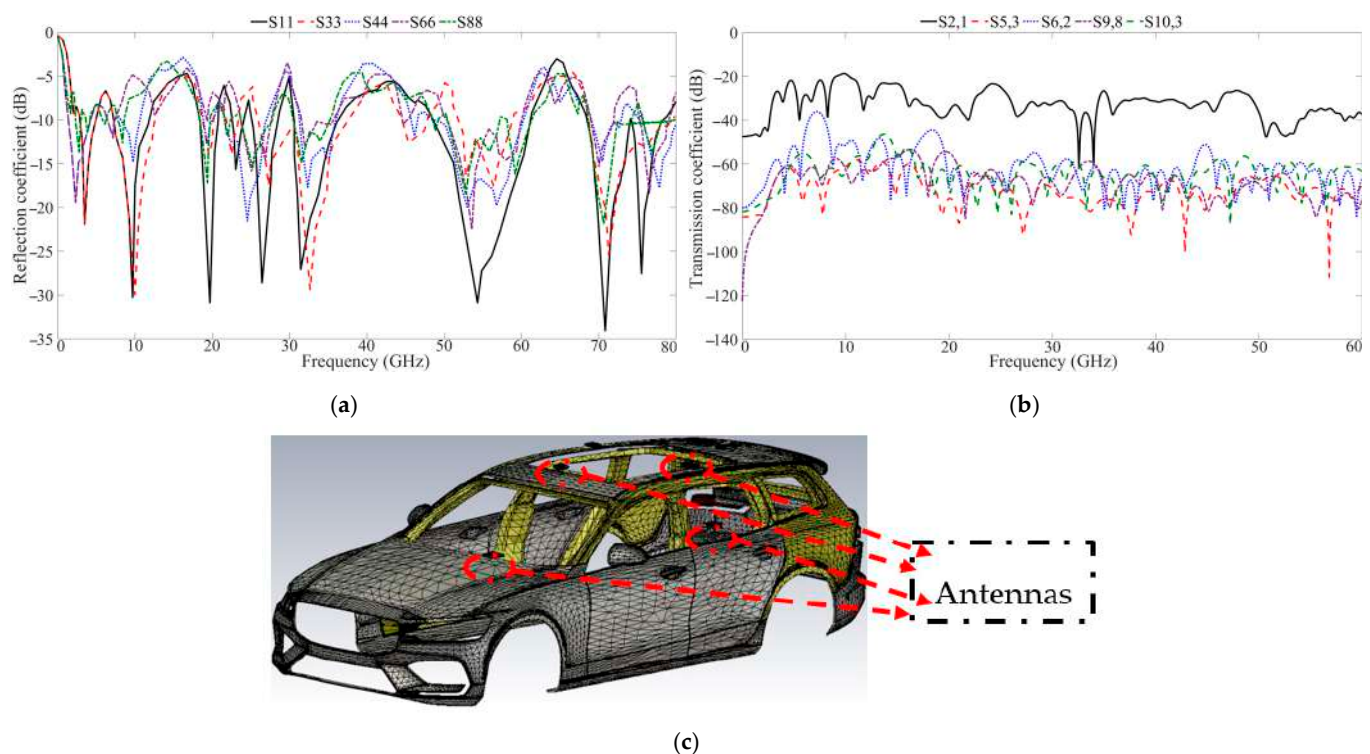 S11 S33 S44 S66 S88
0
−5
−10
−15
−20
−25
−30
−35
Reflection coefficient (dB)
0 10 20 30 40 50 60 70 80
Frequency (GHz)
(a)
S2,1 S5,3 S6,2 S9,8 S10,3
0
−20
−40
−60
−80
−100
−120
−140
Transmission coefficient (dB)
0 10 20 30 40 50 60
Frequency (GHz)
(b)
Antennas
(c)